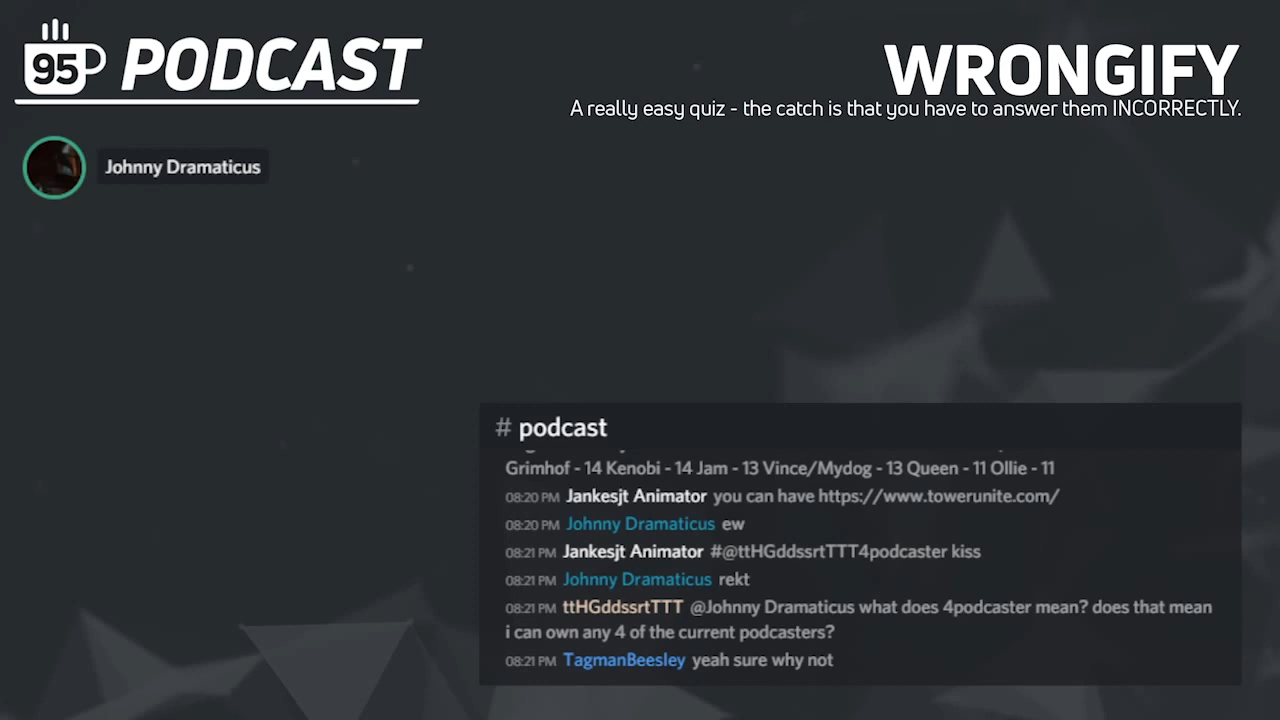 95 PODCAST
WRONGIFY
A really easy quiz - the catch is that you have to answer them INCORRECTLY.
Johnny Dramaticus
# podcast
Grimhof - 14 Kenobi - 14 Jam - 13 Vince/Mydog - 13 Queen - 11 Ollie - 11
08:20 PM Jankesjt Animator you can have https://www.towerunite.com/
08:20 PM Johnny Dramaticus ew
08:21 PM Jankesjt Animator #@ttHGddssrtTTT4podcaster kiss
08:21 PM Johnny Dramaticus rekt
08:21 PM ttHGddssrtTTT @Johnny Dramaticus what does 4podcaster mean? does that mean
i can own any 4 of the current podcasters?
08:21 PM TagmanBeesley yeah sure why not